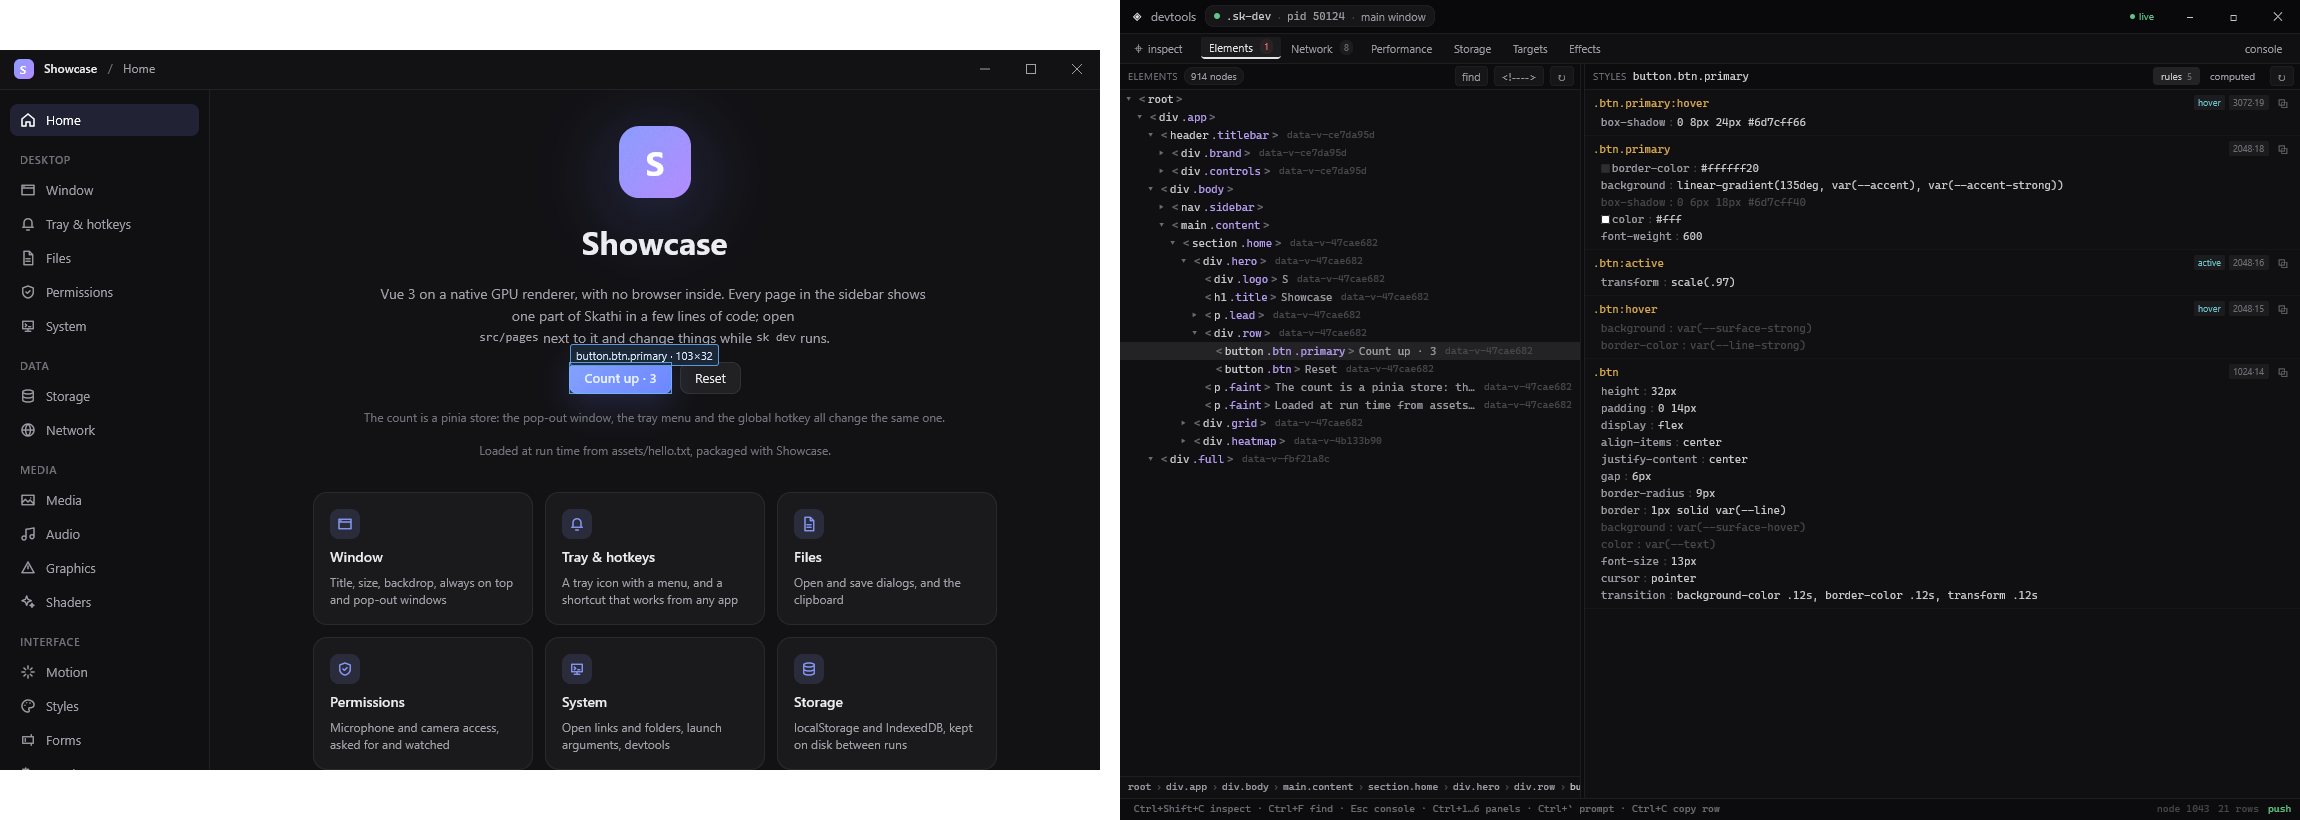 S Showcase / Home
Home
DESKTOP
Window
Tray & hotkeys
Files
Permissions
System
DATA
Storage
Network
MEDIA
Media
Audio
Graphics
Shaders
INTERFACE
Motion
Styles
Forms
S
Showcase
Vue 3 on a native GPU renderer, with no browser inside. Every page in the sidebar shows
one part of Skathi in a few lines of code; open
src/pages next to it and change things while sk dev runs.
button.btn.primary · 103×32
Count up · 3
Reset
The count is a pinia store: the pop-out window, the tray menu and the global hotkey all change the same one.
Loaded at run time from assets/hello.txt, packaged with Showcase.
Window
Title, size, backdrop, always on top
and pop-out windows
Tray & hotkeys
A tray icon with a menu, and a
shortcut that works from any app
Files
Open and save dialogs, and the
clipboard
Permissions
Microphone and camera access,
asked for and watched
System
Open links and folders, launch
arguments, devtools
Storage
localStorage and IndexedDB, kept
on disk between runs
devtools .sk-dev · pid 50124 · main window
live
inspect Elements 1 Network 8 Performance Storage Targets Effects console
ELEMENTS 914 nodes find <!----> ↻
<root>
<div.app>
<header.titlebar> data-v-ce7da95d
<div.brand> data-v-ce7da95d
<div.controls> data-v-ce7da95d
<div.body>
<nav.sidebar>
<main.content>
<section.home> data-v-47cae682
<div.hero> data-v-47cae682
<div.logo> S data-v-47cae682
<h1.title> Showcase data-v-47cae682
<p.lead> data-v-47cae682
<div.row> data-v-47cae682
<button.btn.primary> Count up · 3 data-v-47cae682
<button.btn> Reset data-v-47cae682
<p.faint> The count is a pinia store: th… data-v-47cae682
<p.faint> Loaded at run time from assets… data-v-47cae682
<div.grid> data-v-47cae682
<div.heatmap> data-v-4b133b90
<div.full> data-v-fbf21a8c
root › div.app › div.body › main.content › section.home › div.hero › div.row › bu
STYLES button.btn.primary rules 5 computed ↻
.btn.primary:hover hover 3072·19
box-shadow: 0 8px 24px #6d7cff66
.btn.primary 2048·18
border-color: #ffffff20
background: linear-gradient(135deg, var(--accent), var(--accent-strong))
box-shadow: 0 6px 18px #6d7cff40
color: #fff
font-weight: 600
.btn:active active 2048·16
transform: scale(.97)
.btn:hover hover 2048·15
background: var(--surface-strong)
border-color: var(--line-strong)
.btn 1024·14
height: 32px
padding: 0 14px
display: flex
align-items: center
justify-content: center
gap: 6px
border-radius: 9px
border: 1px solid var(--line)
background: var(--surface-hover)
color: var(--text)
font-size: 13px
cursor: pointer
transition: background-color .12s, border-color .12s, transform .12s
Ctrl+Shift+C inspect · Ctrl+F find · Esc console · Ctrl+1…6 panels · Ctrl+` prompt · Ctrl+C copy row
node 1043 21 rows push